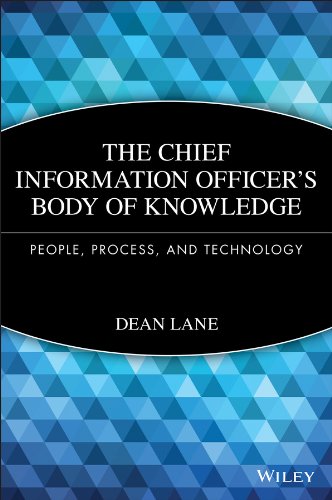 THE CHIEF
INFORMATION OFFICER'S
BODY OF KNOWLEDGE
PEOPLE, PROCESS, AND TECHNOLOGY
DEAN LANE
WILEY